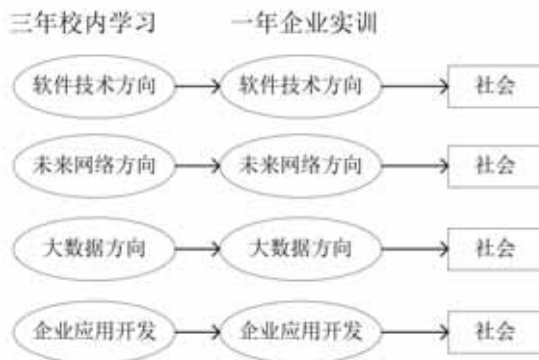 三年校内学习 一年企业实训
软件技术方向 软件技术方向 社会
未来网络方向 未来网络方向 社会
大数据方向 大数据方向 社会
企业应用开发 企业应用开发 社会